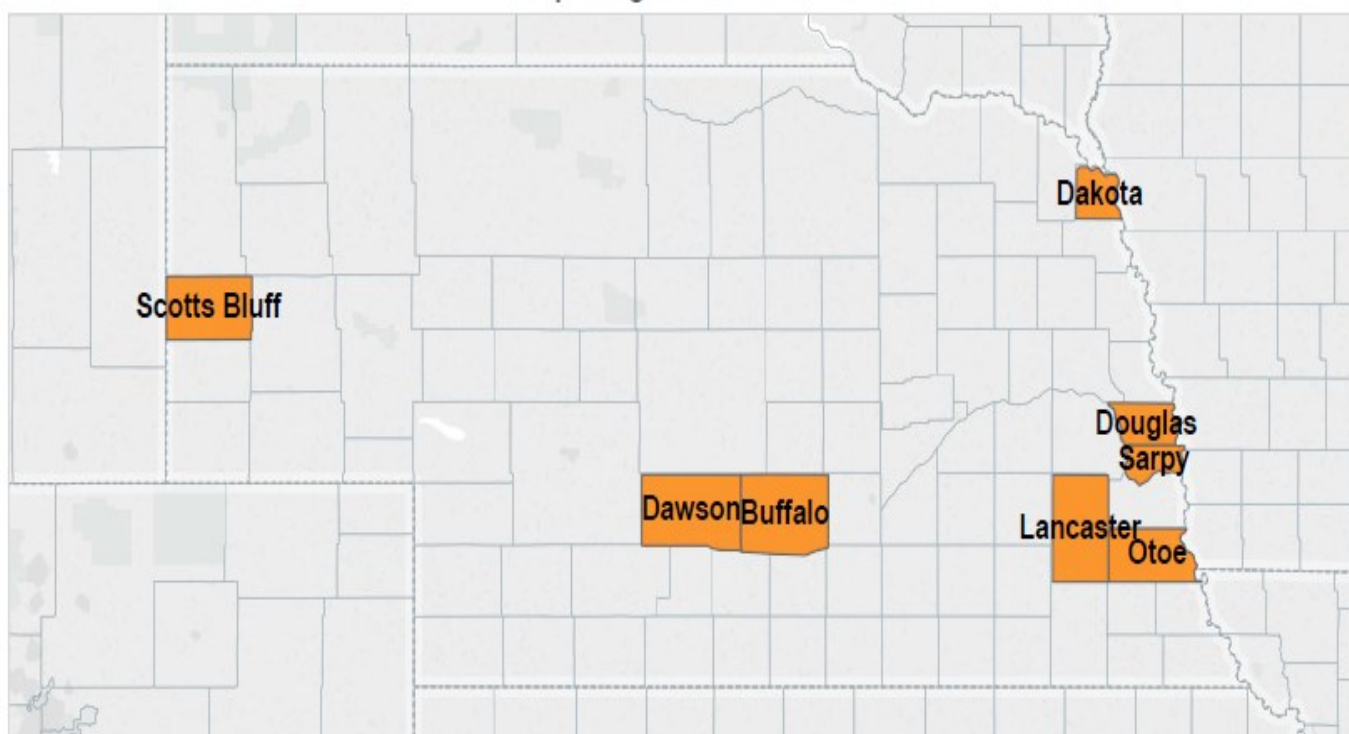 Dakota
Scotts Bluff
Douglas
Sarpy
Dawson
Buffalo
Lancaster
Otoe